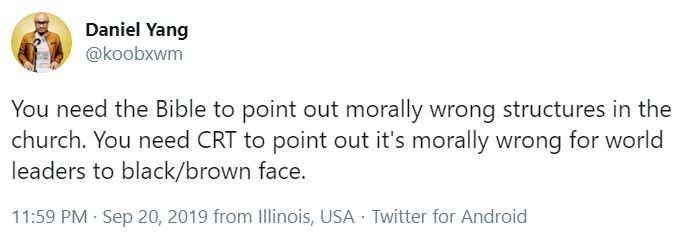 Daniel Yang
@koobxwm
You need the Bible to point out morally wrong structures in the
church. You need CRT to point out it's morally wrong for world
leaders to black/brown face.
11:59 PM · Sep 20, 2019 from Illinois, USA · Twitter for Android